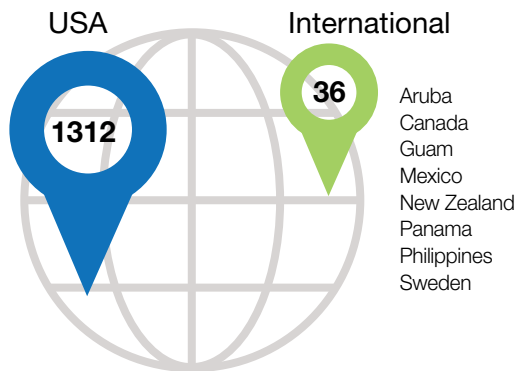 USA
1312
International
36
Aruba
Canada
Guam
Mexico
New Zealand
Panama
Philippines
Sweden